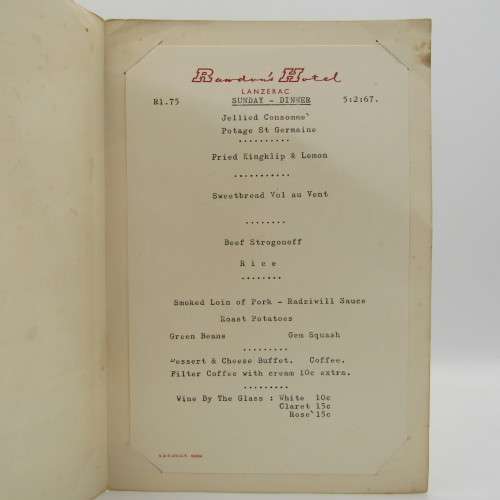 Rawdon's Hotel
LANZERAC
R1.75 SUNDAY - DINNER 5:2:67.
Jellied Consomme'
Potage St Germaine
..........
Fried Kingklip & Lemon
...........
Sweetbread Vol au Vent
........
Beef Strogonoff
R i c e
........
Smoked Loin of Pork - Radziwill Sauce
Roast Potatoes
Green Beans Gem Squash
.........
Dessert & Cheese Buffet. Coffee.
Filter Coffee with cream 10c extra.
.........
Wine By The Glass : White 10c
Claret 15c
Rose' 15c